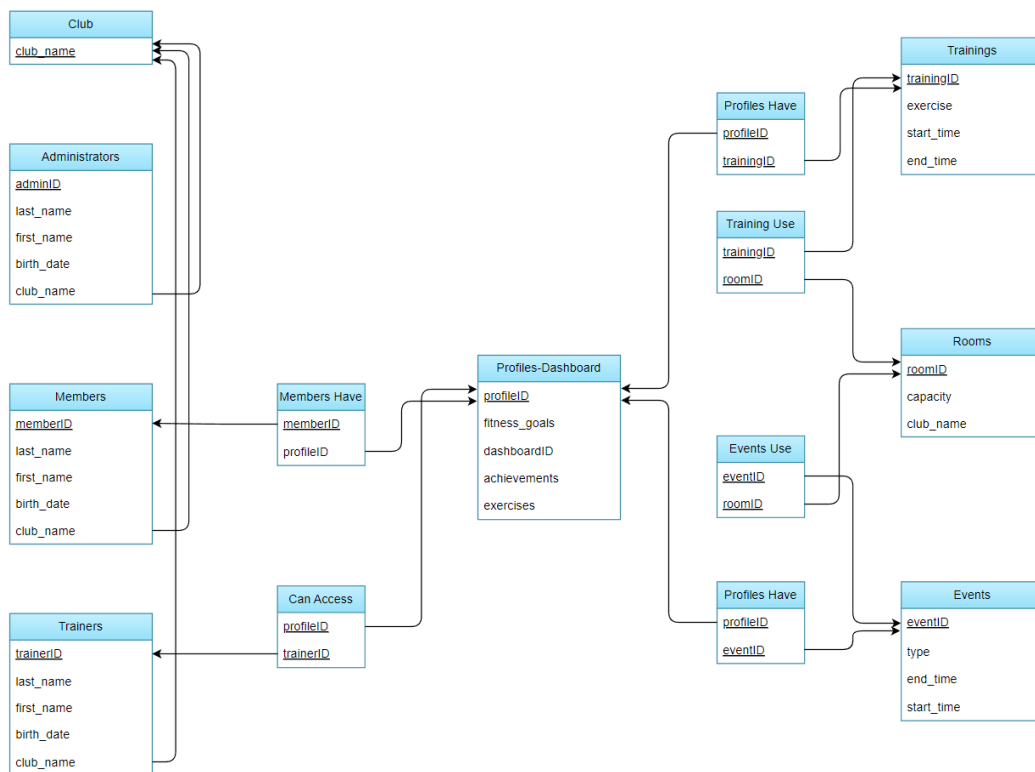 Club
club_name
Administrators
adminID
last_name
first_name
birth_date
club_name
Members
memberID
last_name
first_name
birth_date
club_name
Trainers
trainerID
last_name
first_name
birth_date
club_name
Members Have
memberID
profileID
Can Access
profileID
trainerID
Profiles-Dashboard
profileID
fitness_goals
dashboardID
achievements
exercises
Profiles Have
profileID
trainingID
Training Use
trainingID
roomID
Events Use
eventID
roomID
Profiles Have
profileID
eventID
Trainings
trainingID
exercise
start_time
end_time
Rooms
roomID
capacity
club_name
Events
eventID
type
end_time
start_time